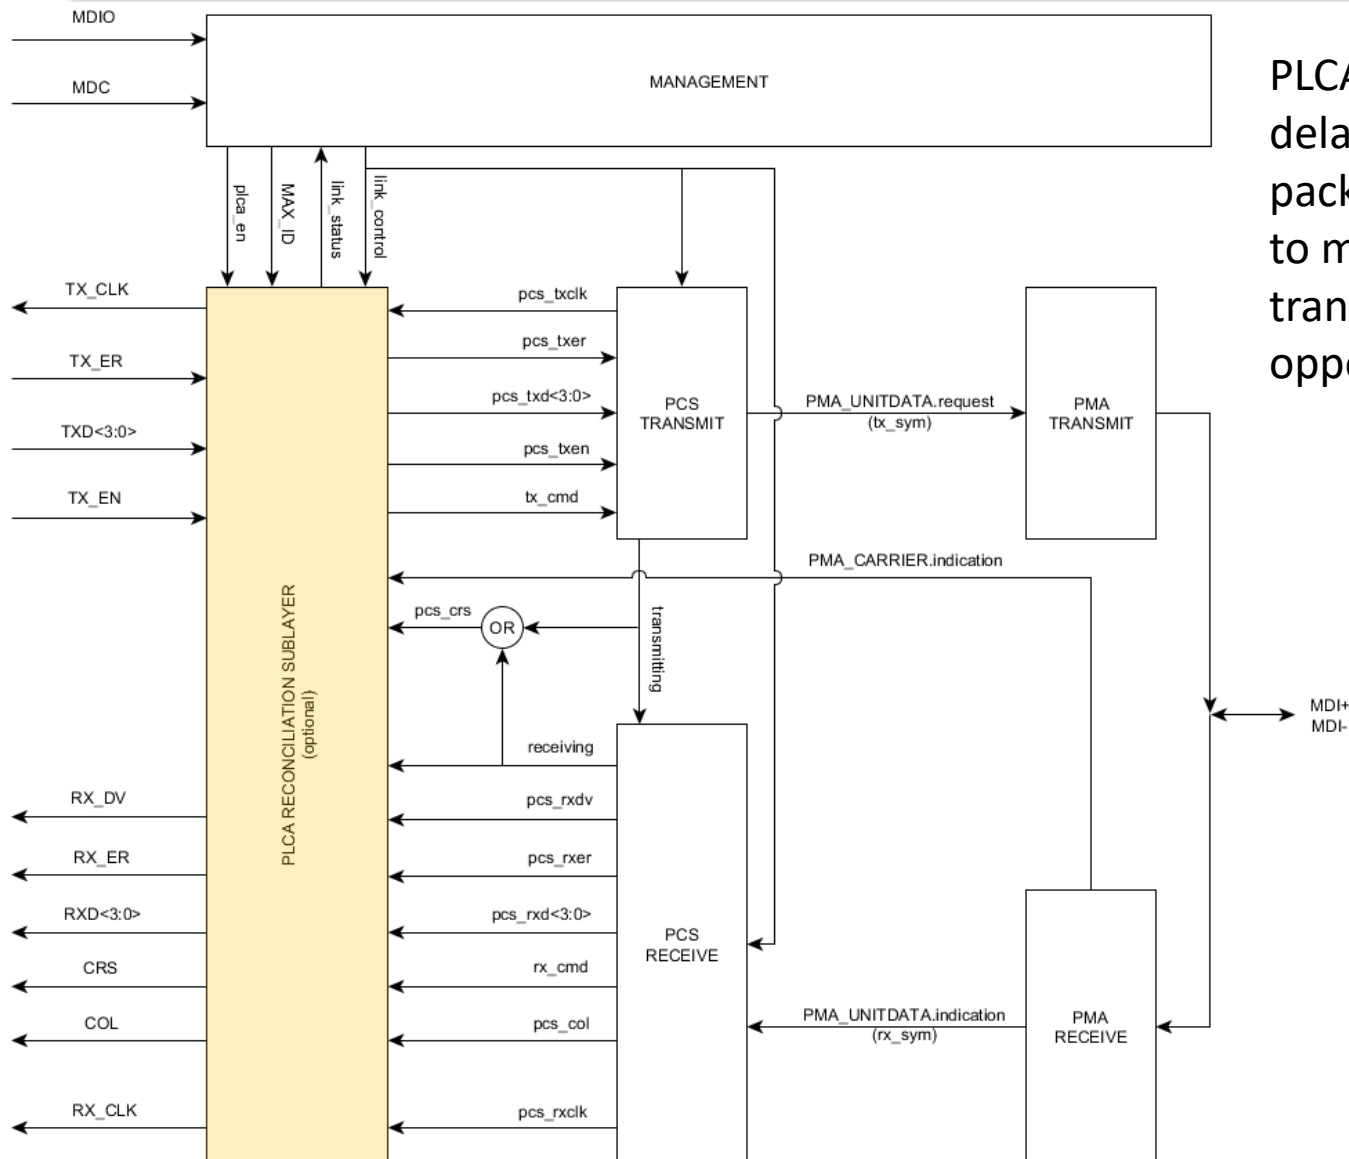 MDIO
MDC
MANAGEMENT
plca_en
MAX_ID
link_status
link_control
TX_CLK
TX_ER
TXD<3:0>
TX_EN
pcs_txclk
pcs_txer
pcs_txd<3:0>
pcs_txen
tx_cmd
PCS
TRANSMIT
PMA_UNITDATA.request
(tx_sym)
PMA
TRANSMIT
PMA_CARRIER.indication
pcs_crs
OR
transmitting
PLCA RECONCILIATION SUBLAYER
(optional)
MDI+
MDI-
receiving
RX_DV
RX_ER
RXD<3:0>
CRS
COL
RX_CLK
pcs_rxdv
pcs_rxer
pcs_rxd<3:0>
rx_cmd
pcs_col
pcs_rxclk
PCS
RECEIVE
PMA_UNITDATA.indication
(rx_sym)
PMA
RECEIVE
PLCA
dela
pack
to m
tran
oppo